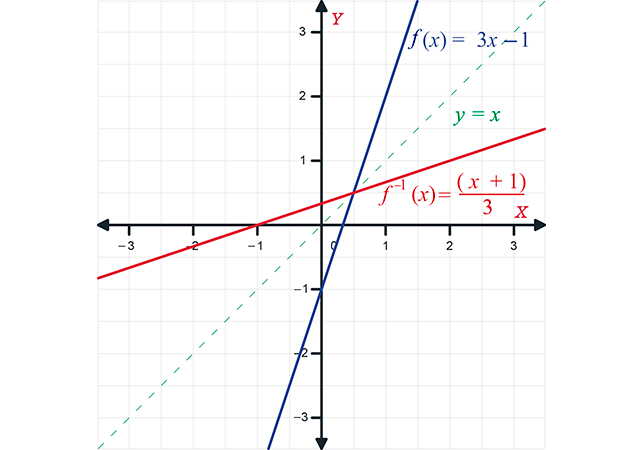 Y
3
f(x) = 3x−1
2
y = x
1
f⁻¹(x)= (x + 1)
3
X
−3 −2 −1 0 1 2 3
−1
−2
−3